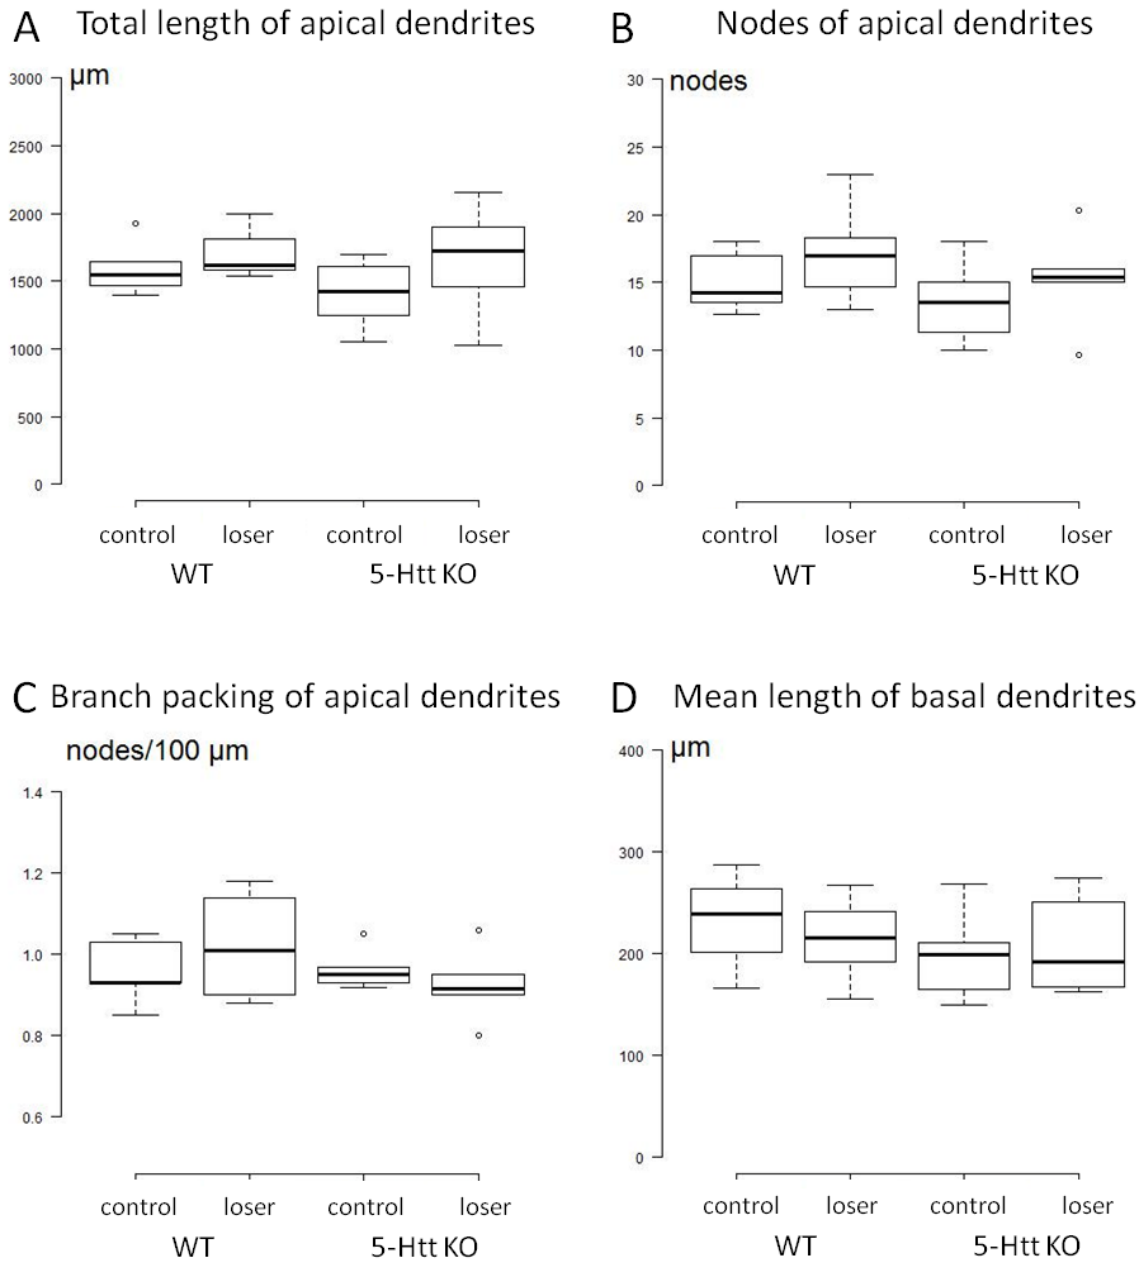 A Total length of apical dendrites
µm
3000
2500
2000
1500
1000
500
0
control loser control loser
WT 5-Htt KO
B Nodes of apical dendrites
nodes
30
25
20
15
10
5
0
control loser control loser
WT 5-Htt KO
C Branch packing of apical dendrites
nodes/100 µm
1.4
1.2
1.0
0.8
0.6
control loser control loser
WT 5-Htt KO
D Mean length of basal dendrites
µm
400
300
200
100
0
control loser control loser
WT 5-Htt KO